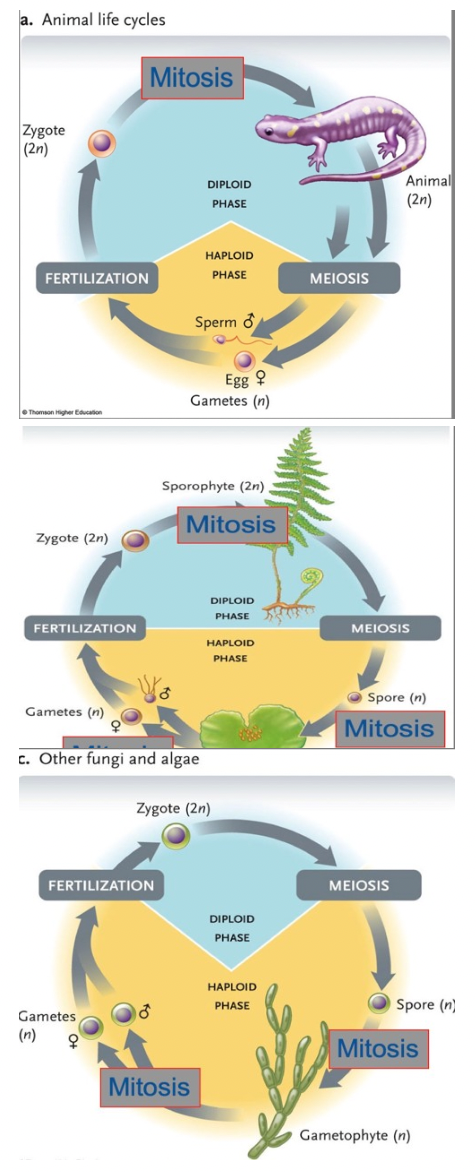 a. Animal life cycles
Mitosis
Zygote
(2n)
Animal
(2n)
DIPLOID
PHASE
HAPLOID
PHASE
FERTILIZATION
MEIOSIS
Sperm ♂
Egg ♀
Gametes (n)
© Thomson Higher Education
Sporophyte (2n)
Mitosis
Zygote (2n)
DIPLOID
PHASE
FERTILIZATION
MEIOSIS
HAPLOID
PHASE
♂
Spore (n)
Gametes (n)
♀
Mitosis
c. Other fungi and algae
Zygote (2n)
FERTILIZATION
MEIOSIS
DIPLOID
PHASE
HAPLOID
PHASE
Spore (n)
Gametes
(n)
♂
♀
Mitosis
Mitosis
Gametophyte (n)